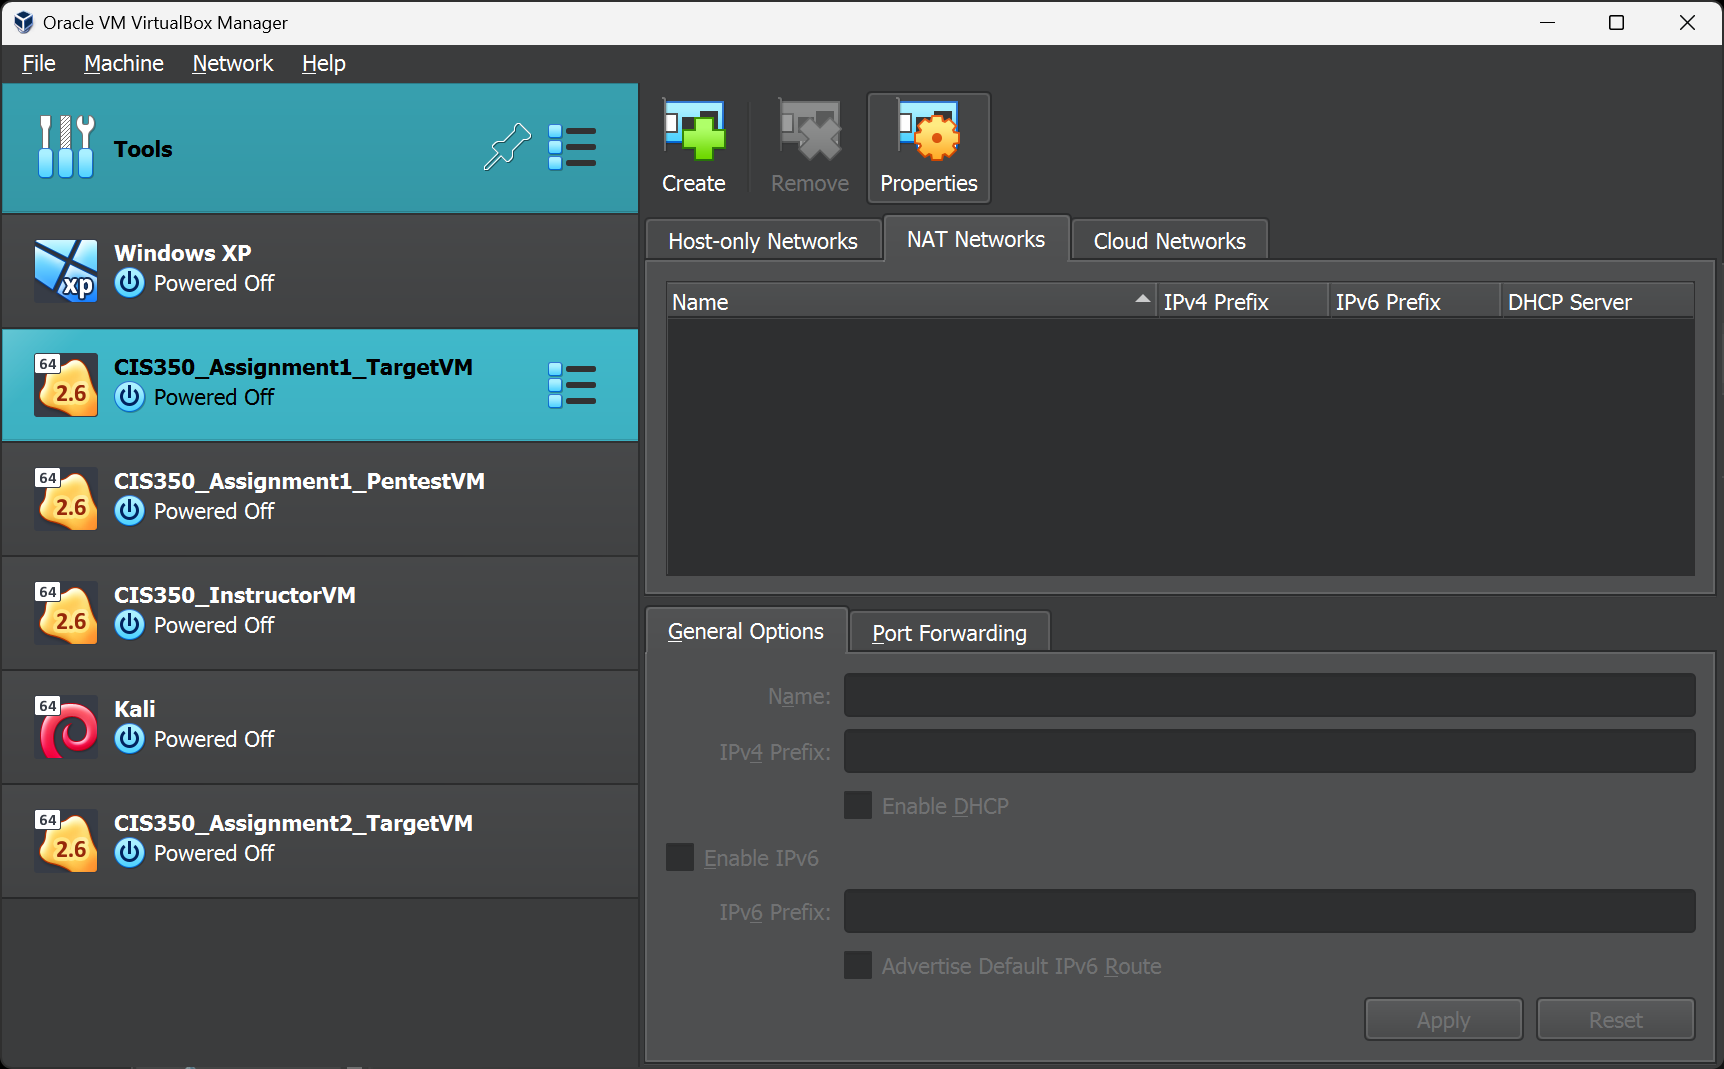 Oracle VM VirtualBox Manager
File Machine Network Help
Tools
Windows XP
xp
Powered Off
64
2.6
CIS350_Assignment1_TargetVM
Powered Off
64
2.6
CIS350_Assignment1_PentestVM
Powered Off
64
2.6
CIS350_InstructorVM
Powered Off
64
Kali
Powered Off
64
2.6
CIS350_Assignment2_TargetVM
Powered Off
Create Remove Properties
Host-only Networks NAT Networks Cloud Networks
Name IPv4 Prefix IPv6 Prefix DHCP Server
General Options Port Forwarding
Name:
IPv4 Prefix:
Enable DHCP
Enable IPv6
IPv6 Prefix:
Advertise Default IPv6 Route
Apply Reset